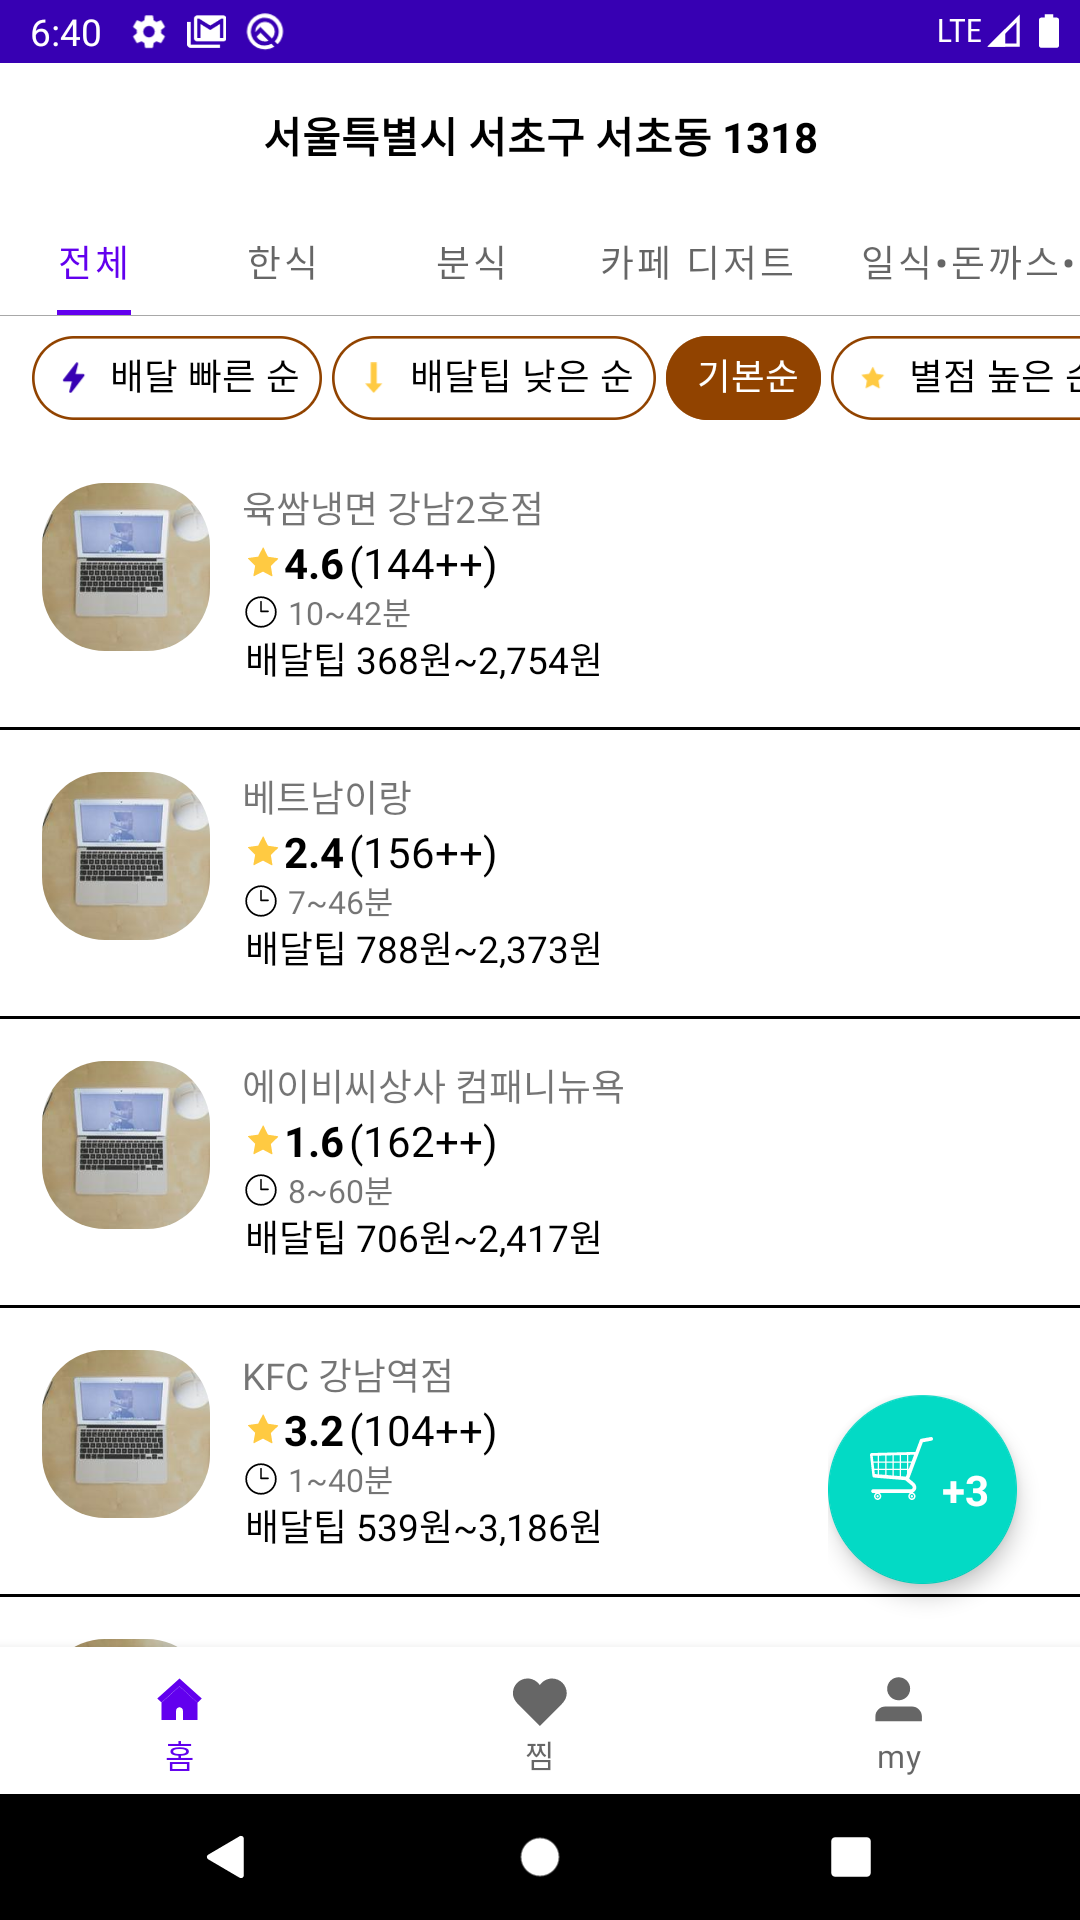 6:40 LTE
서울특별시 서초구 서초동 1318
전체 한식 분식 카페 디저트 일식•돈까스•
배달 빠른 순 배달팁 낮은 순 기본순 별점 높은
육쌈냉면 강남2호점
4.6 (144++)
10~42분
배달팁 368원~2,754원
베트남이랑
2.4 (156++)
7~46분
배달팁 788원~2,373원
에이비씨상사 컴패니뉴욕
1.6 (162++)
8~60분
배달팁 706원~2,417원
KFC 강남역점
3.2 (104++)
1~40분
배달팁 539원~3,186원
+3
홈 찜 my